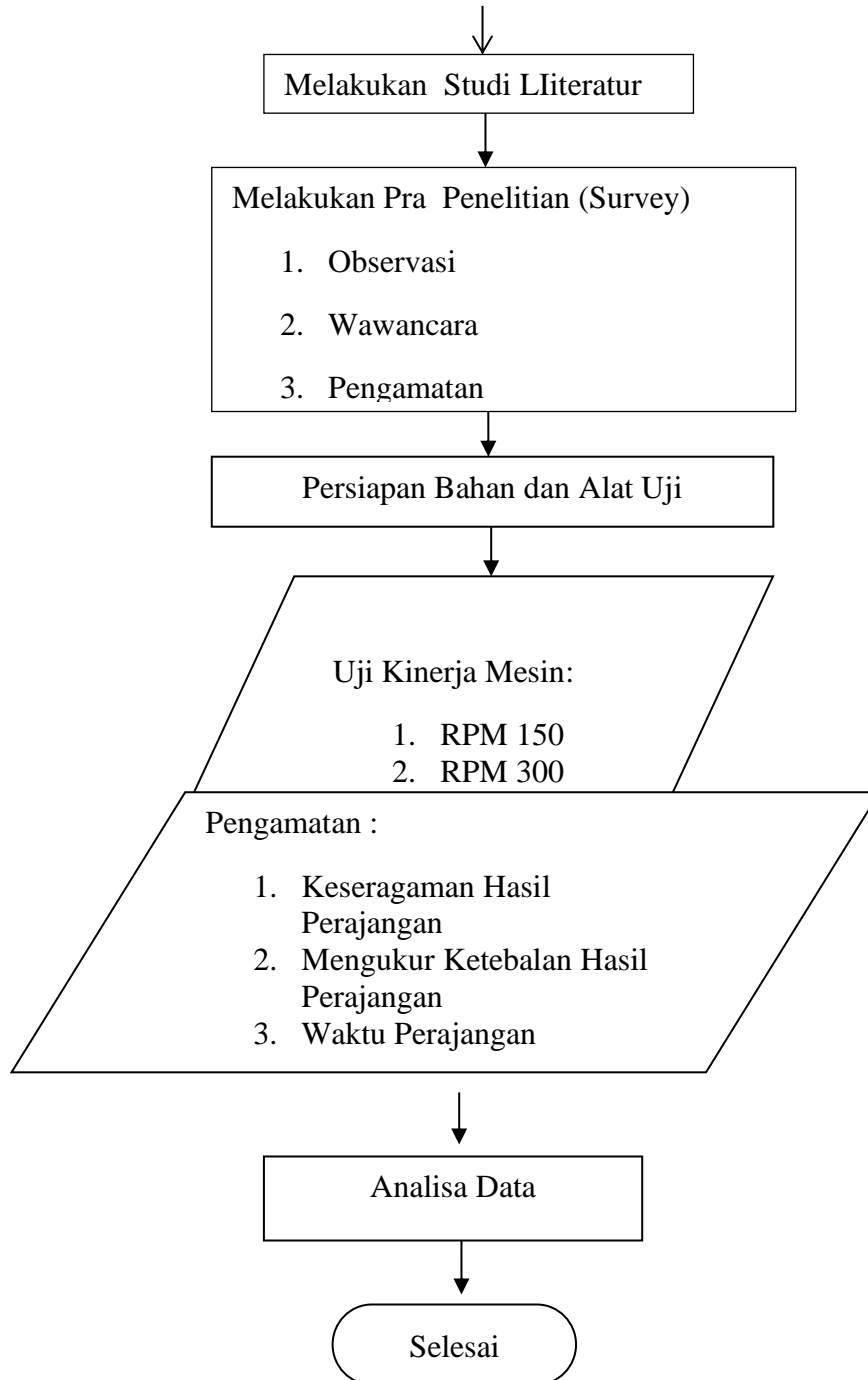 Melakukan Studi LIiteratur
Melakukan Pra Penelitian (Survey)
1. Observasi
2. Wawancara
3. Pengamatan
Persiapan Bahan dan Alat Uji
Uji Kinerja Mesin:
1. RPM 150
2. RPM 300
Pengamatan :
1. Keseragaman Hasil
Perajangan
2. Mengukur Ketebalan Hasil
Perajangan
3. Waktu Perajangan
Analisa Data
Selesai